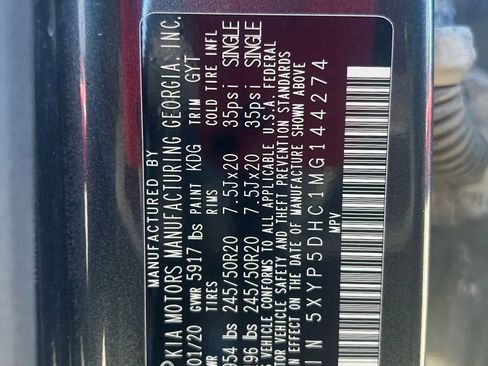 MANUFACTURED BY
KIA MOTORS MANUFACTURING GEORGIA, INC.
01/20 GVWR 5917 lbs PAINT KDG TRIM GYT
WR TIRES RIMS COLD TIRE INFL
954 lbs 245/50R20 7.5Jx20 35psi SINGLE
196 lbs 245/50R20 7.5Jx20 35psi SINGLE
VEHICLE CONFORMS TO ALL APPLICABLE U.S.A. FEDERAL
VEHICLE SAFETY AND THEFT PREVENTION STANDARDS
IN EFFECT ON THE DATE OF MANUFACTURE SHOWN ABOVE
IN 5XYP5DHC1MG144274
MPV